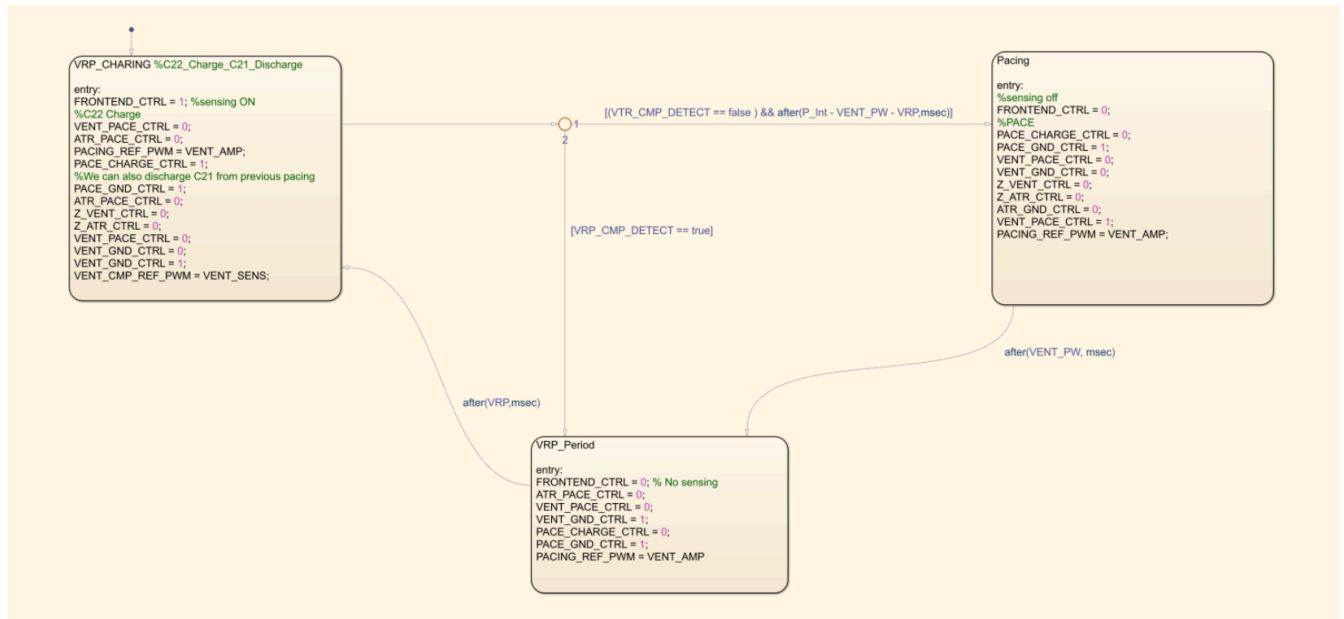 VRP_CHARING %C22_Charge_C21_Discharge
entry:
FRONTEND_CTRL = 1; %sensing ON
%C22 Charge
VENT_PACE_CTRL = 0;
ATR_PACE_CTRL = 0;
PACING_REF_PWM = VENT_AMP;
PACE_CHARGE_CTRL = 1;
%We can also discharge C21 from previous pacing
PACE_GND_CTRL = 1;
ATR_PACE_CTRL = 0;
Z_VENT_CTRL = 0;
Z_ATR_CTRL = 0;
VENT_PACE_CTRL = 0;
VENT_GND_CTRL = 0;
VENT_GND_CTRL = 1;
VENT_CMP_REF_PWM = VENT_SENS;
1
[(VTR_CMP_DETECT == false ) && after(P_Int - VENT_PW - VRP,msec)]
2
[VRP_CMP_DETECT == true]
Pacing
entry:
%sensing off
FRONTEND_CTRL = 0;
%PACE
PACE_CHARGE_CTRL = 0;
PACE_GND_CTRL = 1;
VENT_PACE_CTRL = 0;
VENT_GND_CTRL = 0;
Z_VENT_CTRL = 0;
Z_ATR_CTRL = 0;
ATR_GND_CTRL = 0;
VENT_PACE_CTRL = 1;
PACING_REF_PWM = VENT_AMP;
after(VENT_PW, msec)
after(VRP,msec)
VRP_Period
entry:
FRONTEND_CTRL = 0; % No sensing
ATR_PACE_CTRL = 0;
VENT_PACE_CTRL = 0;
VENT_GND_CTRL = 1;
PACE_CHARGE_CTRL = 0;
PACE_GND_CTRL = 1;
PACING_REF_PWM = VENT_AMP